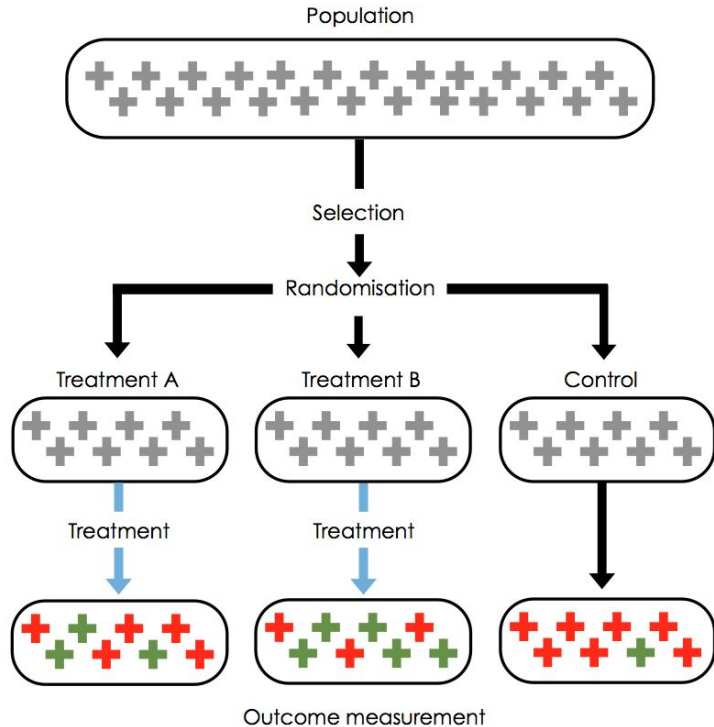 Population
Selection
Randomisation
Treatment A
Treatment B
Control
Treatment
Treatment
Outcome measurement